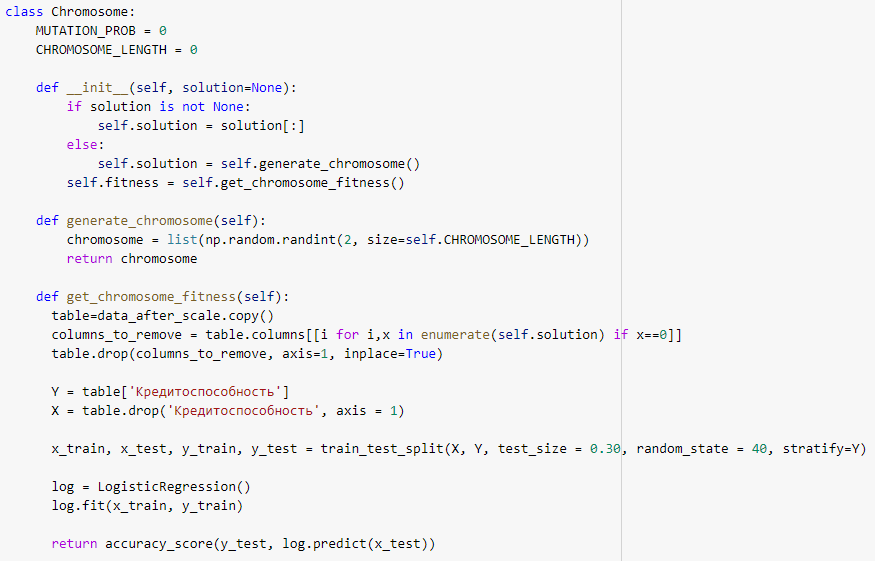 class Chromosome:
    MUTATION_PROB = 0
    CHROMOSOME_LENGTH = 0

    def __init__(self, solution=None):
        if solution is not None:
            self.solution = solution[:]
        else:
            self.solution = self.generate_chromosome()
        self.fitness = self.get_chromosome_fitness()

    def generate_chromosome(self):
        chromosome = list(np.random.randint(2, size=self.CHROMOSOME_LENGTH))
        return chromosome

    def get_chromosome_fitness(self):
      table=data_after_scale.copy()
      columns_to_remove = table.columns[[i for i,x in enumerate(self.solution) if x==0]]
      table.drop(columns_to_remove, axis=1, inplace=True)

      Y = table['Кредитоспособность']
      X = table.drop('Кредитоспособность', axis = 1)

      x_train, x_test, y_train, y_test = train_test_split(X, Y, test_size = 0.30, random_state = 40, stratify=Y)

      log = LogisticRegression()
      log.fit(x_train, y_train)

      return accuracy_score(y_test, log.predict(x_test))